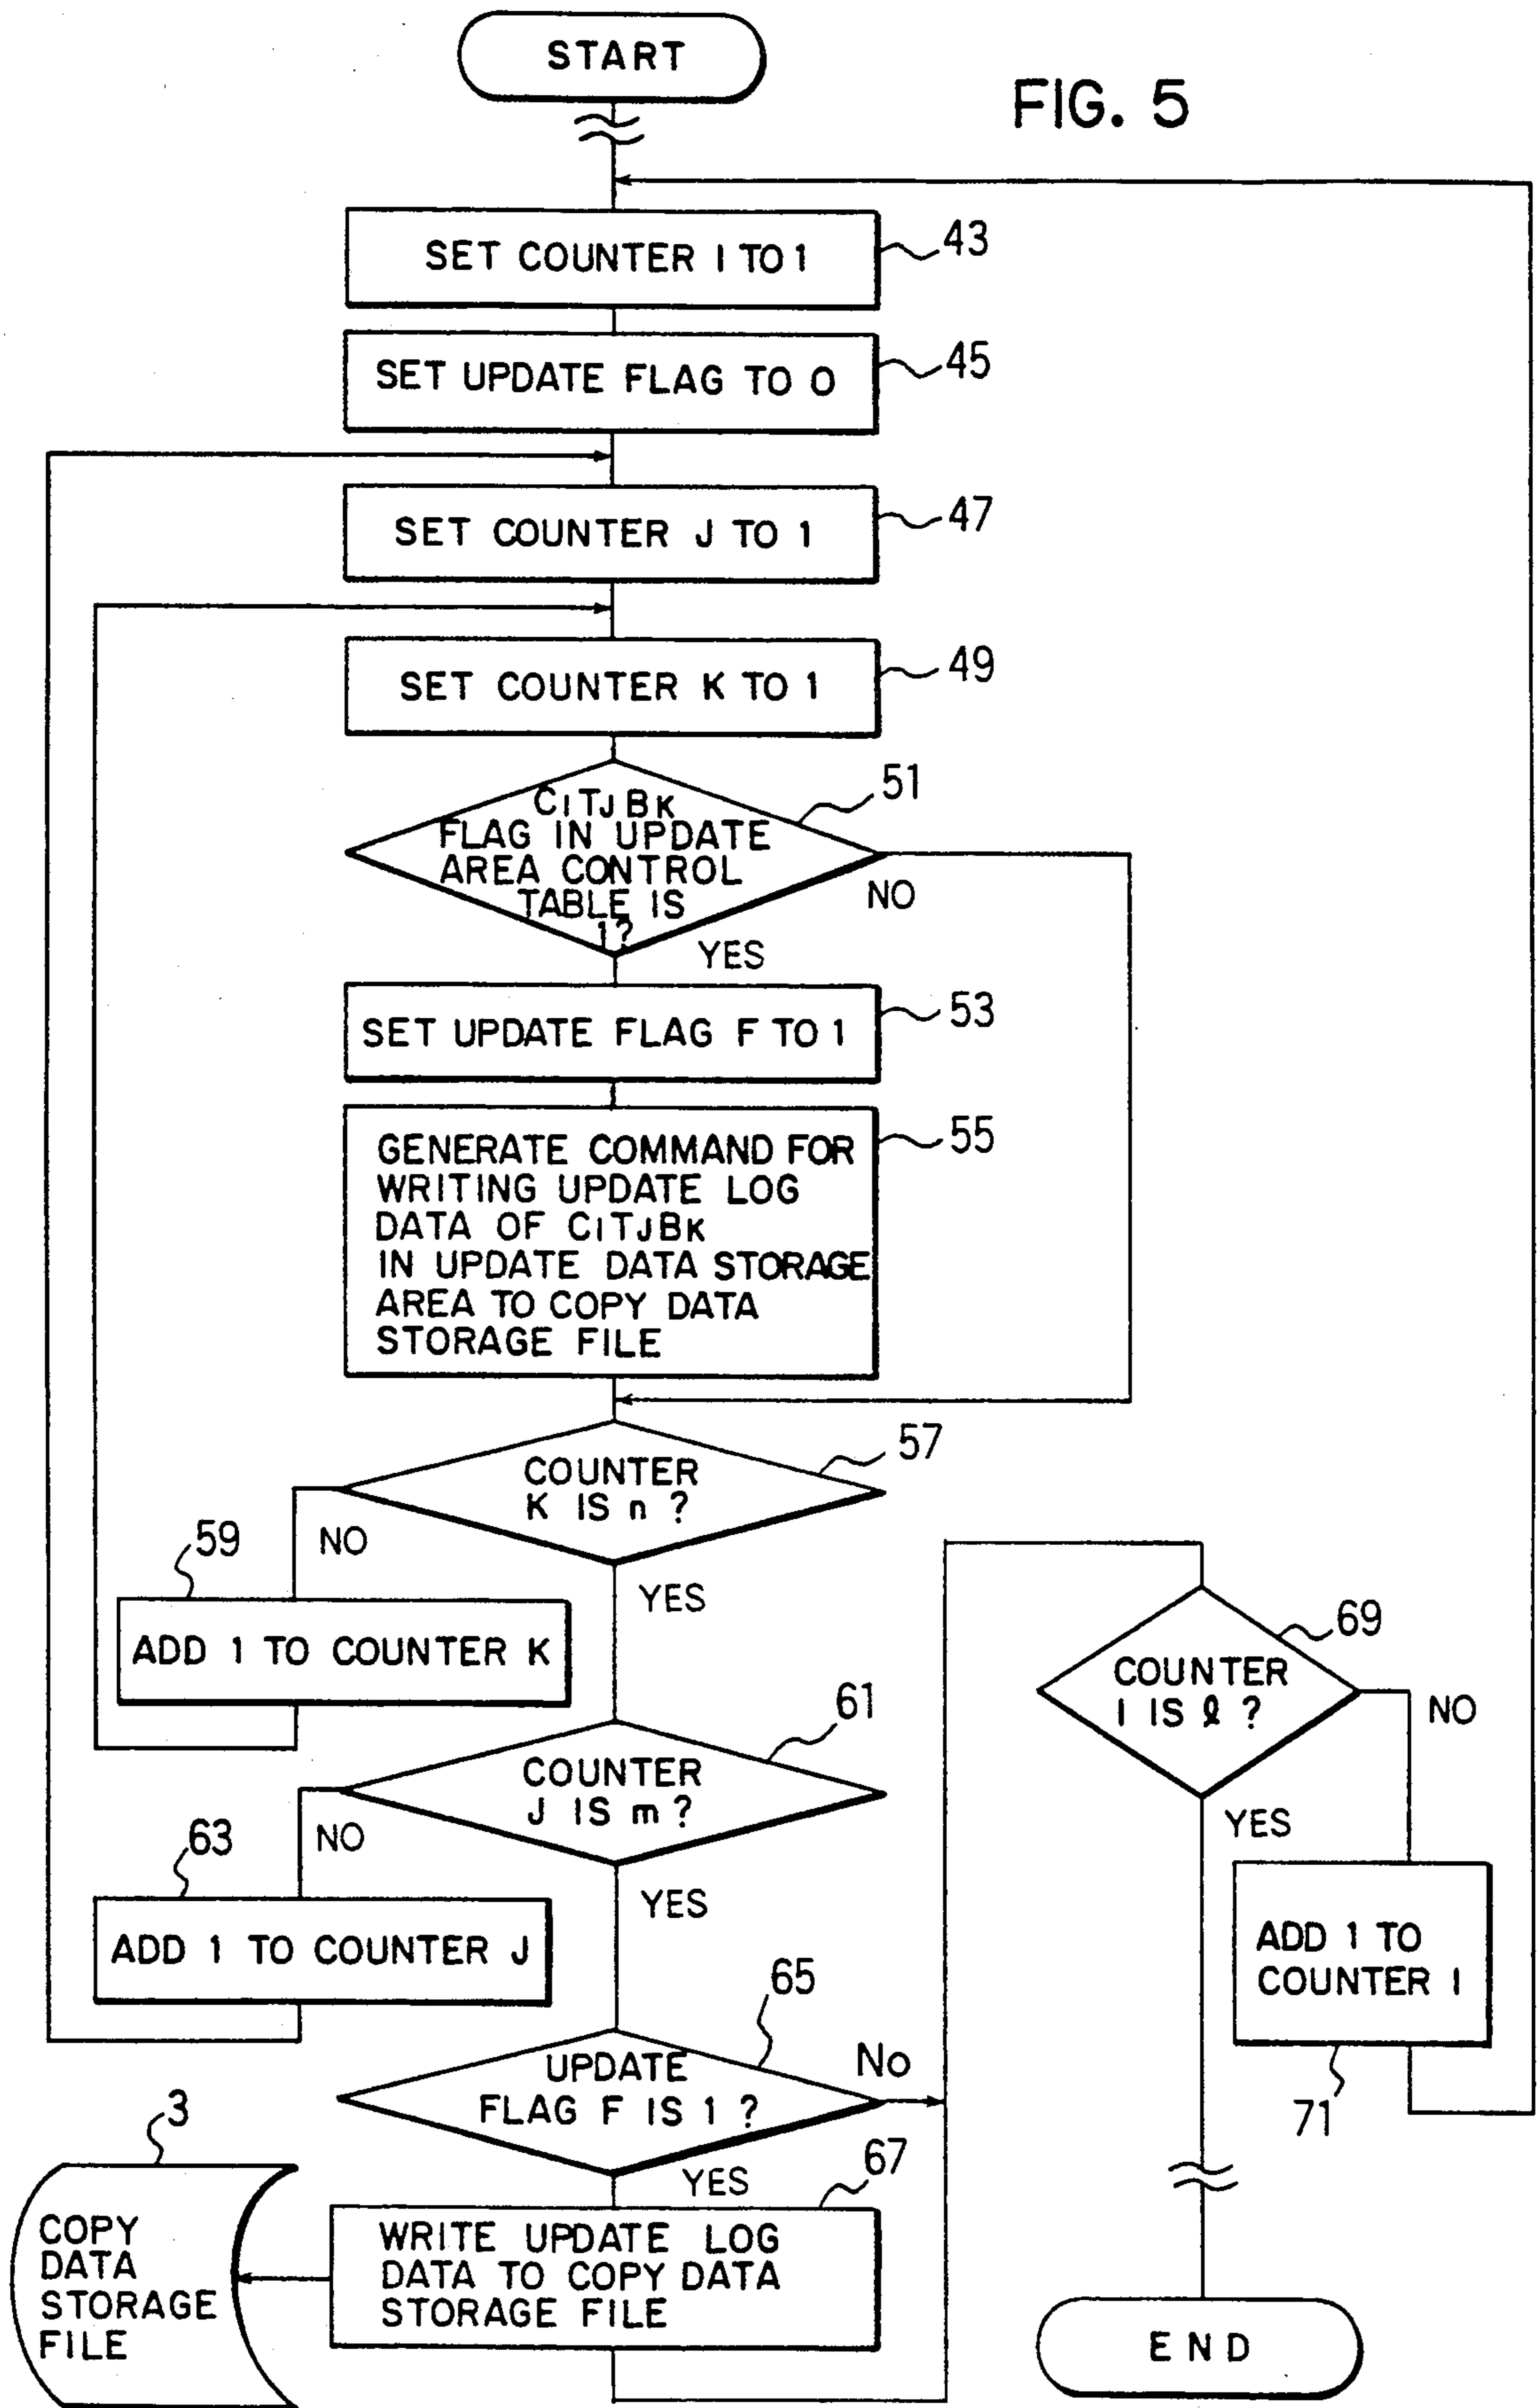 START
FIG. 5
SET COUNTER I TO 1
43
SET UPDATE FLAG TO 0
45
SET COUNTER J TO 1
47
SET COUNTER K TO 1
49
CITJBK
FLAG IN UPDATE
AREA CONTROL
TABLE IS
1?
51
NO
YES
SET UPDATE FLAG F TO 1
53
GENERATE COMMAND FOR
WRITING UPDATE LOG
DATA OF CITJBK
IN UPDATE DATA STORAGE
AREA TO COPY DATA
STORAGE FILE
55
COUNTER
K IS n ?
57
NO
YES
59
ADD 1 TO COUNTER K
COUNTER
J IS m ?
61
NO
YES
63
ADD 1 TO COUNTER J
UPDATE
FLAG F IS 1 ?
65
No
YES
67
WRITE UPDATE LOG
DATA TO COPY DATA
STORAGE FILE
3
COPY
DATA
STORAGE
FILE
COUNTER
I IS ℓ ?
69
NO
YES
ADD 1 TO
COUNTER I
71
END